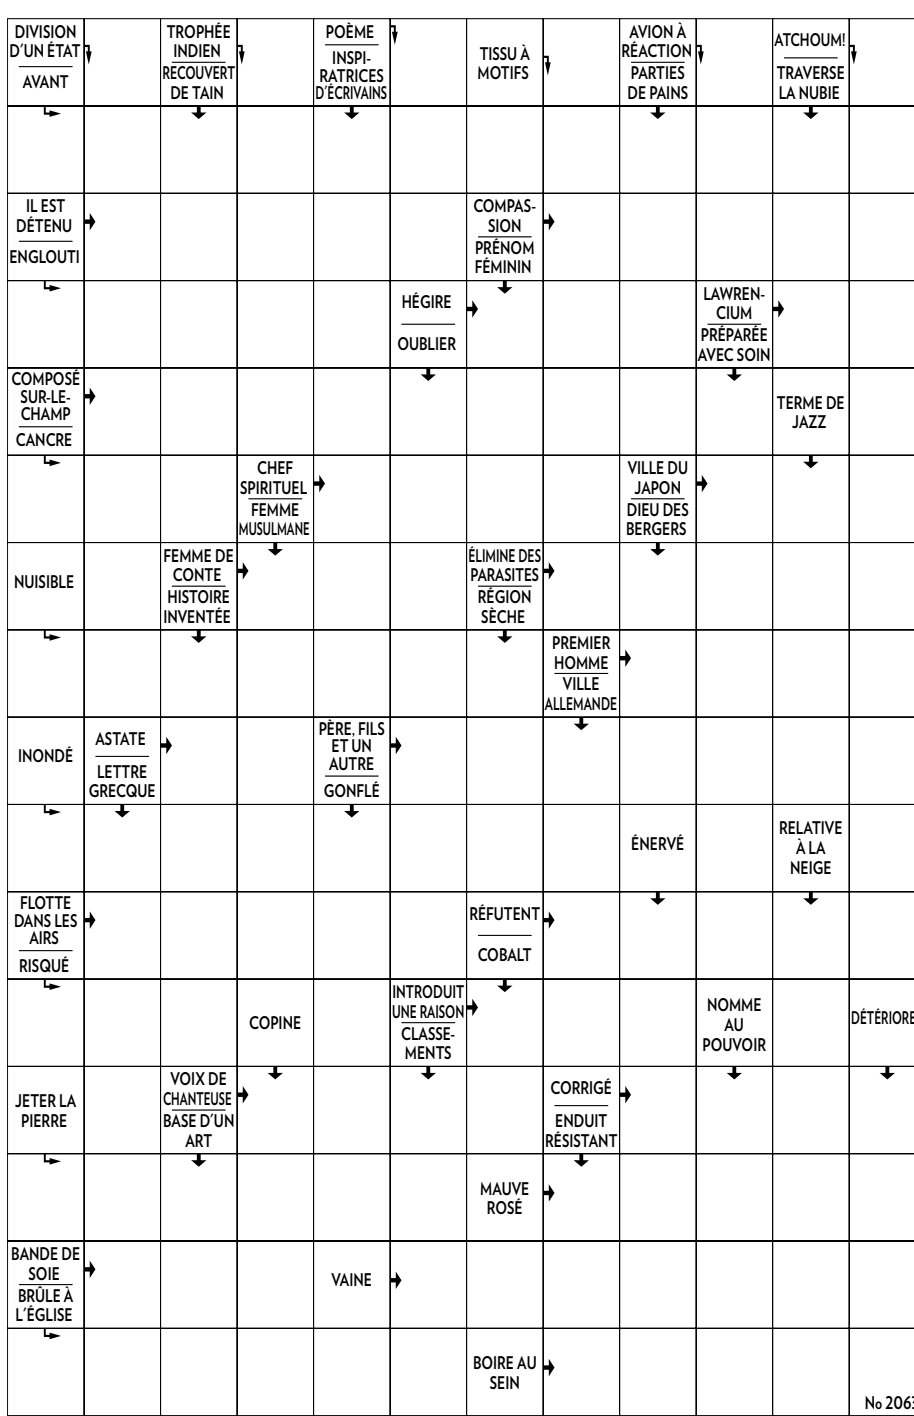 DIVISION
D'UN ÉTAT
AVANT
TROPHÉE
INDIEN
RECOUVERT
DE TAIN
POÈME
INSPI-
RATRICES
D'ÉCRIVAINS
TISSU À
MOTIFS
AVION À
RÉACTION
PARTIES
DE PAINS
ATCHOUM!
TRAVERSE
LA NUBIE
IL EST
DÉTENU
ENGLOUTI
COMPAS-
SION
PRÉNOM
FÉMININ
HÉGIRE
OUBLIER
LAWREN-
CIUM
PRÉPARÉE
AVEC SOIN
COMPOSÉ
SUR-LE-
CHAMP
CANCRE
TERME DE
JAZZ
CHEF
SPIRITUEL
FEMME
MUSULMANE
VILLE DU
JAPON
DIEU DES
BERGERS
NUISIBLE
FEMME DE
CONTE
HISTOIRE
INVENTÉE
ÉLIMINE DES
PARASITES
RÉGION
SÈCHE
PREMIER
HOMME
VILLE
ALLEMANDE
INONDÉ
ASTATE
LETTRE
GRECQUE
PÈRE, FILS
ET UN
AUTRE
GONFLÉ
ÉNERVÉ
RELATIVE
À LA
NEIGE
FLOTTE
DANS LES
AIRS
RISQUÉ
RÉFUTENT
COBALT
COPINE
INTRODUIT
UNE RAISON
CLASSE-
MENTS
NOMME
AU
POUVOIR
DÉTÉRIORE
JETER LA
PIERRE
VOIX DE
CHANTEUSE
BASE D'UN
ART
CORRIGÉ
ENDUIT
RÉSISTANT
MAUVE
ROSÉ
BANDE DE
SOIE
BRÛLE À
L'ÉGLISE
VAINE
BOIRE AU
SEIN
No 2063